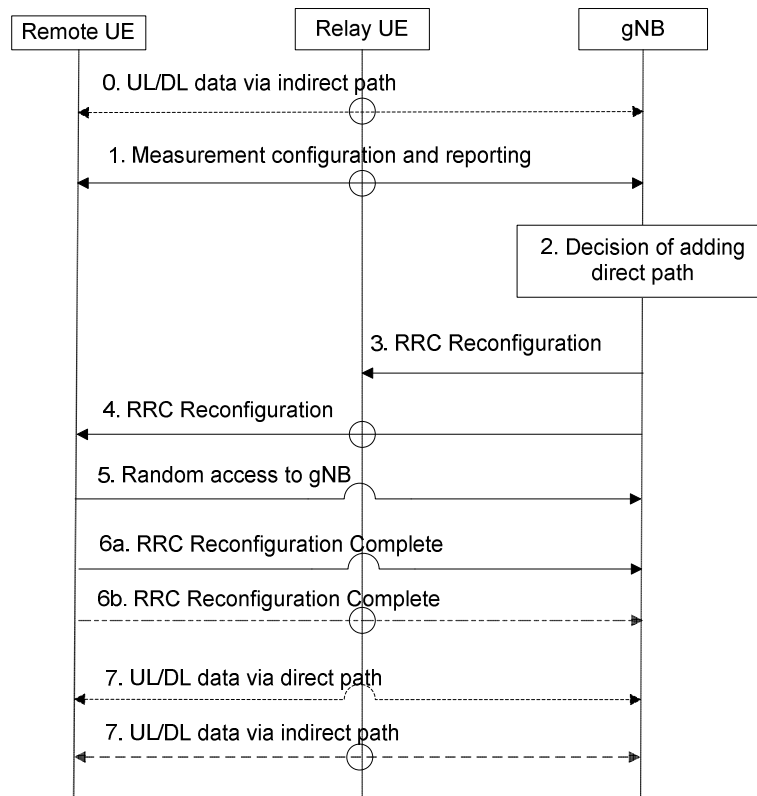 Remote UE
Relay UE
gNB
0. UL/DL data via indirect path
1. Measurement configuration and reporting
2. Decision of adding
direct path
3. RRC Reconfiguration
4. RRC Reconfiguration
5. Random access to gNB
6a. RRC Reconfiguration Complete
6b. RRC Reconfiguration Complete
7. UL/DL data via direct path
7. UL/DL data via indirect path